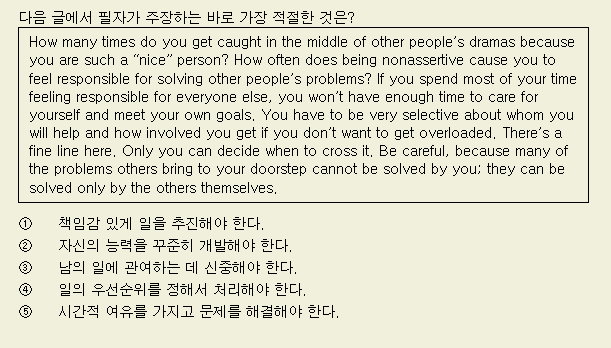 다음 글에서 필자가 주장하는 바로 가장 적절한 것은?
How many times do you get caught in the middle of other people's dramas because
you are such a “nice” person? How often does being nonassertive cause you to
feel responsible for solving other people's problems? If you spend most of your time
feeling responsible for everyone else, you won't have enough time to care for
yourself and meet your own goals. You have to be very selective about whom you
will help and how involved you get if you don't want to get overloaded. There's a
fine line here. Only you can decide when to cross it. Be careful, because many of
the problems others bring to your doorstep cannot be solved by you; they can be
solved only by the others themselves.
① 책임감 있게 일을 추진해야 한다.
② 자신의 능력을 꾸준히 개발해야 한다.
③ 남의 일에 관여하는 데 신중해야 한다.
④ 일의 우선순위를 정해서 처리해야 한다.
⑤ 시간적 여유를 가지고 문제를 해결해야 한다.